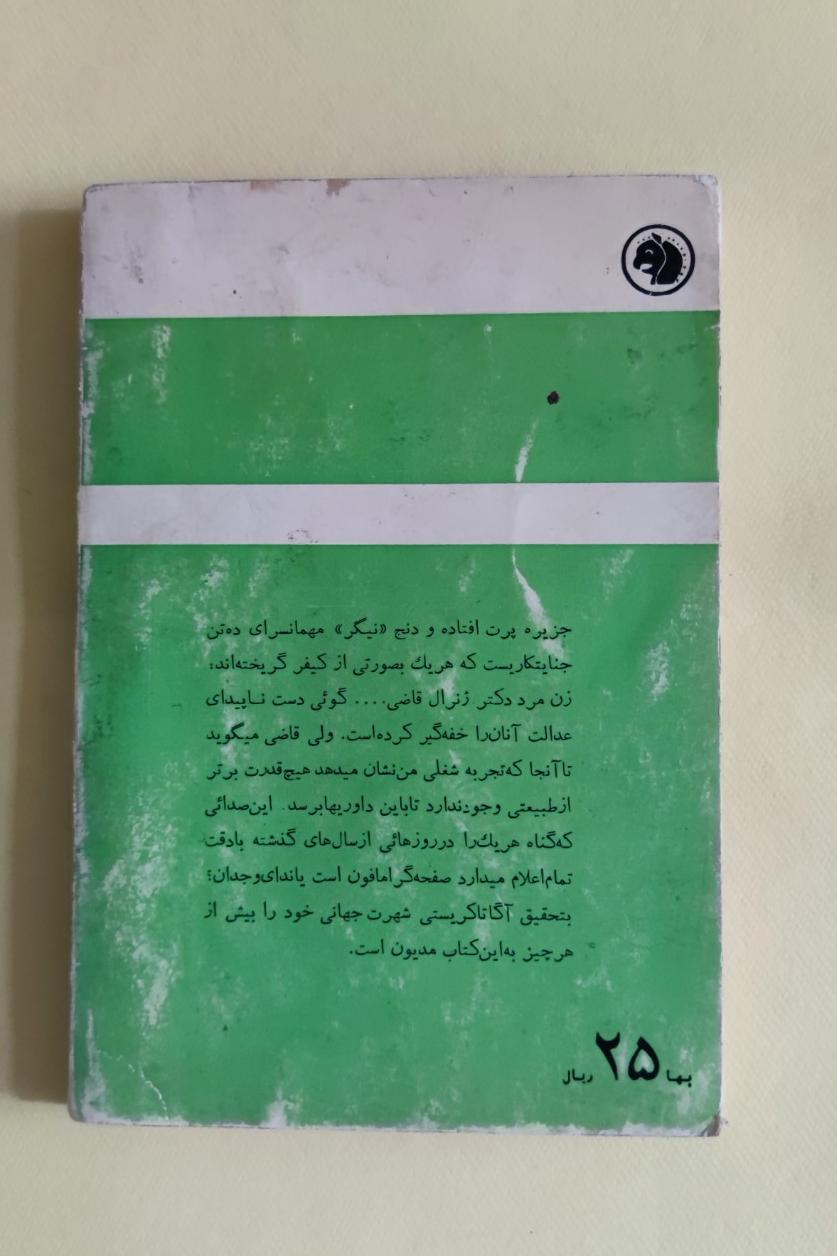 جزیره پرت افتاده و دنج «نیگر» مهمانسرای ده‌تن
جنایتکاریست که هریك بصورتی از کیفر گریخته‌اند:
زن مرد دکتر ژنرال قاضی.... گوئی دست ناپیدای
عدالت آنان‌را خفه‌گیر کرده‌است. ولی قاضی میگوید
تاآنجا که‌تجربه شغلی من‌نشان میدهد هیچ‌قدرت برتر
ازطبیعتی وجودندارد تاباین داوریهابرسد. این‌صدائی
که‌گناه هریك‌را درروزهائی ازسال‌های گذشته بادقت
تمام‌اعلام میدارد صفحه‌گرامافون است یاندای‌وجدان؟
بتحقیق آگاتاکریستی شهرت جهانی خود را بیش از
هرچیز به‌این‌کتاب مدیون است.
بها ۲۵ ریال